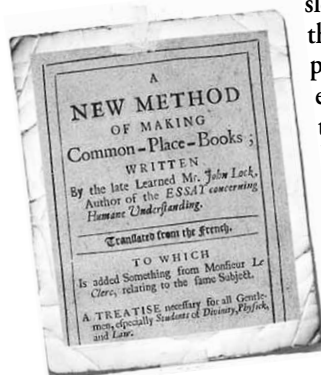 A
NEW METHOD
OF MAKING
Common-Place-Books;
WRITTEN
By the late Learned Mr. John Lock,
Author of the ESSAY concerning
Humane Underſtanding.
Tranſlated from the French.
TO WHICH
Is added Something from Monſieur Le
Clerc, relating to the ſame Subject.
A TREATISE neceſſary for all Gentle-
men, eſpecially Students of Divinity, Phyſick,
and Law.